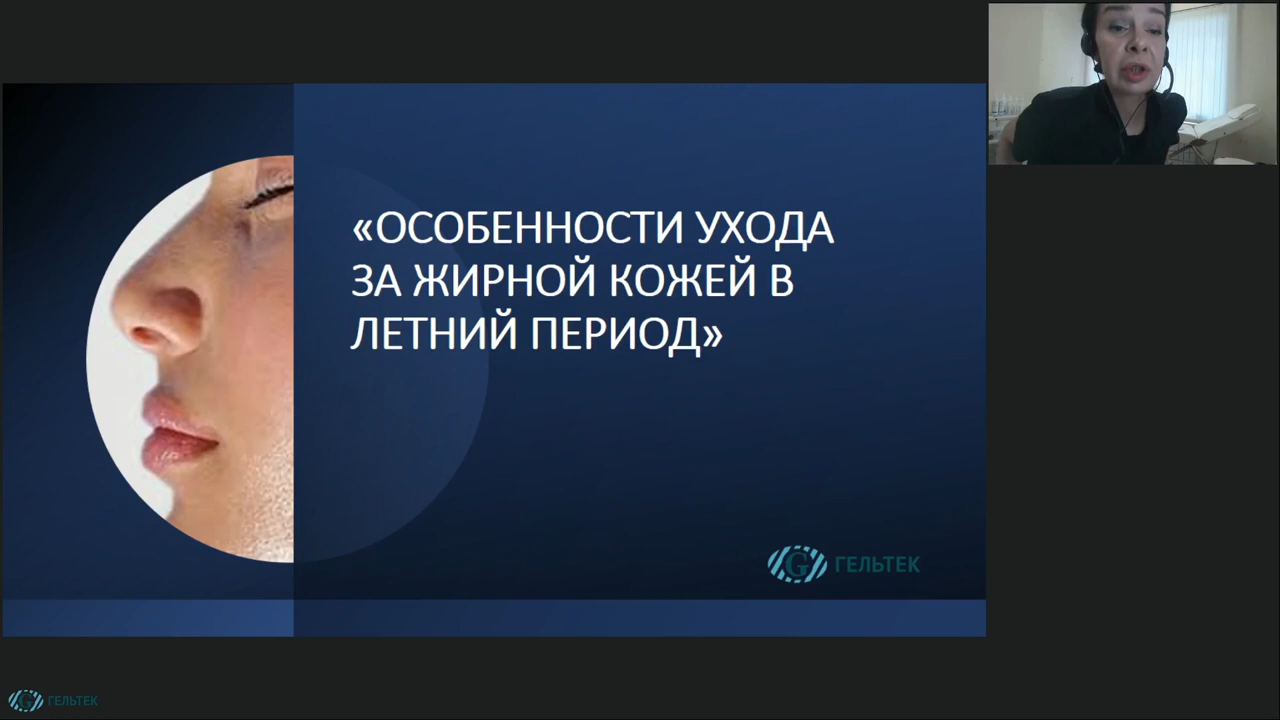 «ОСОБЕННОСТИ УХОДА
ЗА ЖИРНОЙ КОЖЕЙ В
ЛЕТНИЙ ПЕРИОД»
G ГЕЛЬТЕК
G ГЕЛЬТЕК